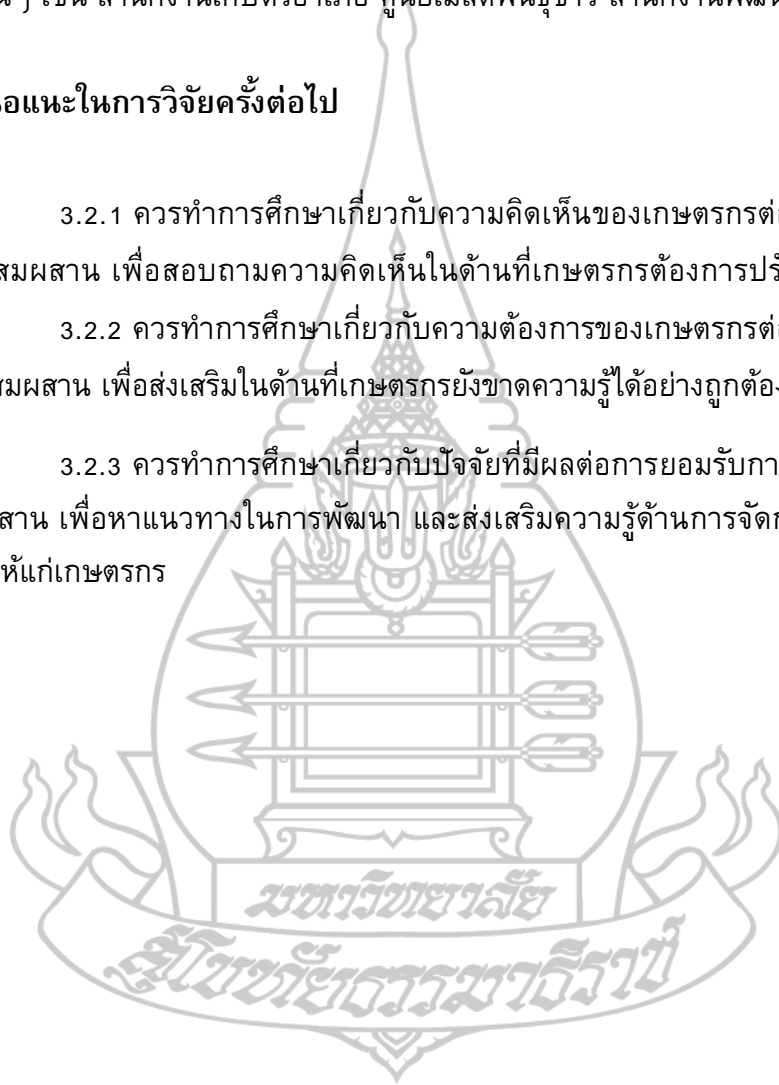 เช่น สำนักงานเกษตรอำเภอ ศูนย์เมล็ดพันธุ์ข้าว
อแนะในการวิจัยครั้งต่อไป
3.2.1 ควรทำการศึกษาเกี่ยวกับความคิดเห็นของเกษตรกรต่อ
สมผสาน เพื่อสอบถามความคิดเห็นในด้านที่เกษตรกรต้องการปรั
3.2.2 ควรทำการศึกษาเกี่ยวกับความต้องการของเกษตรกรต่อ
สมผสาน เพื่อส่งเสริมในด้านที่เกษตรกรยังขาดความรู้ได้อย่างถูกต้อง
3.2.3 ควรทำการศึกษาเกี่ยวกับปัจจัยที่มีผลต่อการยอมรับกา
สาน เพื่อหาแนวทางในการพัฒนา และส่งเสริมความรู้ด้านการจัดก
ห้แก่เกษตรกร
มหาวิทยาลัย
สุโขทัยธรรมาธิราช